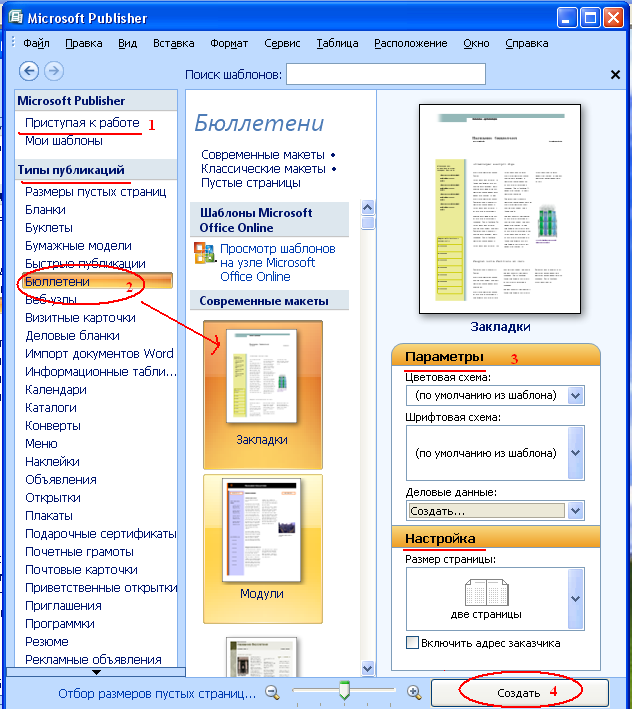 Microsoft Publisher
Файл Правка Вид Вставка Формат Сервис Таблица Расположение Окно Справка
Поиск шаблонов:
Microsoft Publisher
Приступая к работе 1
Мои шаблоны
Типы публикаций
Размеры пустых страниц
Бланки
Буклеты
Бумажные модели
Быстрые публикации
Бюллетени 2
Веб-узлы
Визитные карточки
Деловые бланки
Импорт документов Word
Информационные табли...
Календари
Каталоги
Конверты
Меню
Наклейки
Объявления
Открытки
Плакаты
Подарочные сертификаты
Почетные грамоты
Почтовые карточки
Приветственные открытки
Приглашения
Программки
Резюме
Рекламные объявления
Бюллетени
Современные макеты •
Классические макеты •
Пустые страницы
Шаблоны Microsoft
Office Online
Просмотр шаблонов
на узле Microsoft
Office Online
Современные макеты
Закладки
Модули
Закладки
Параметры 3
Цветовая схема:
(по умолчанию из шаблона)
Шрифтовая схема:
(по умолчанию из шаблона)
Деловые данные:
Создать...
Настройка
Размер страницы:
две страницы
Включить адрес заказчика
Отбор размеров пустых страниц...
Создать 4